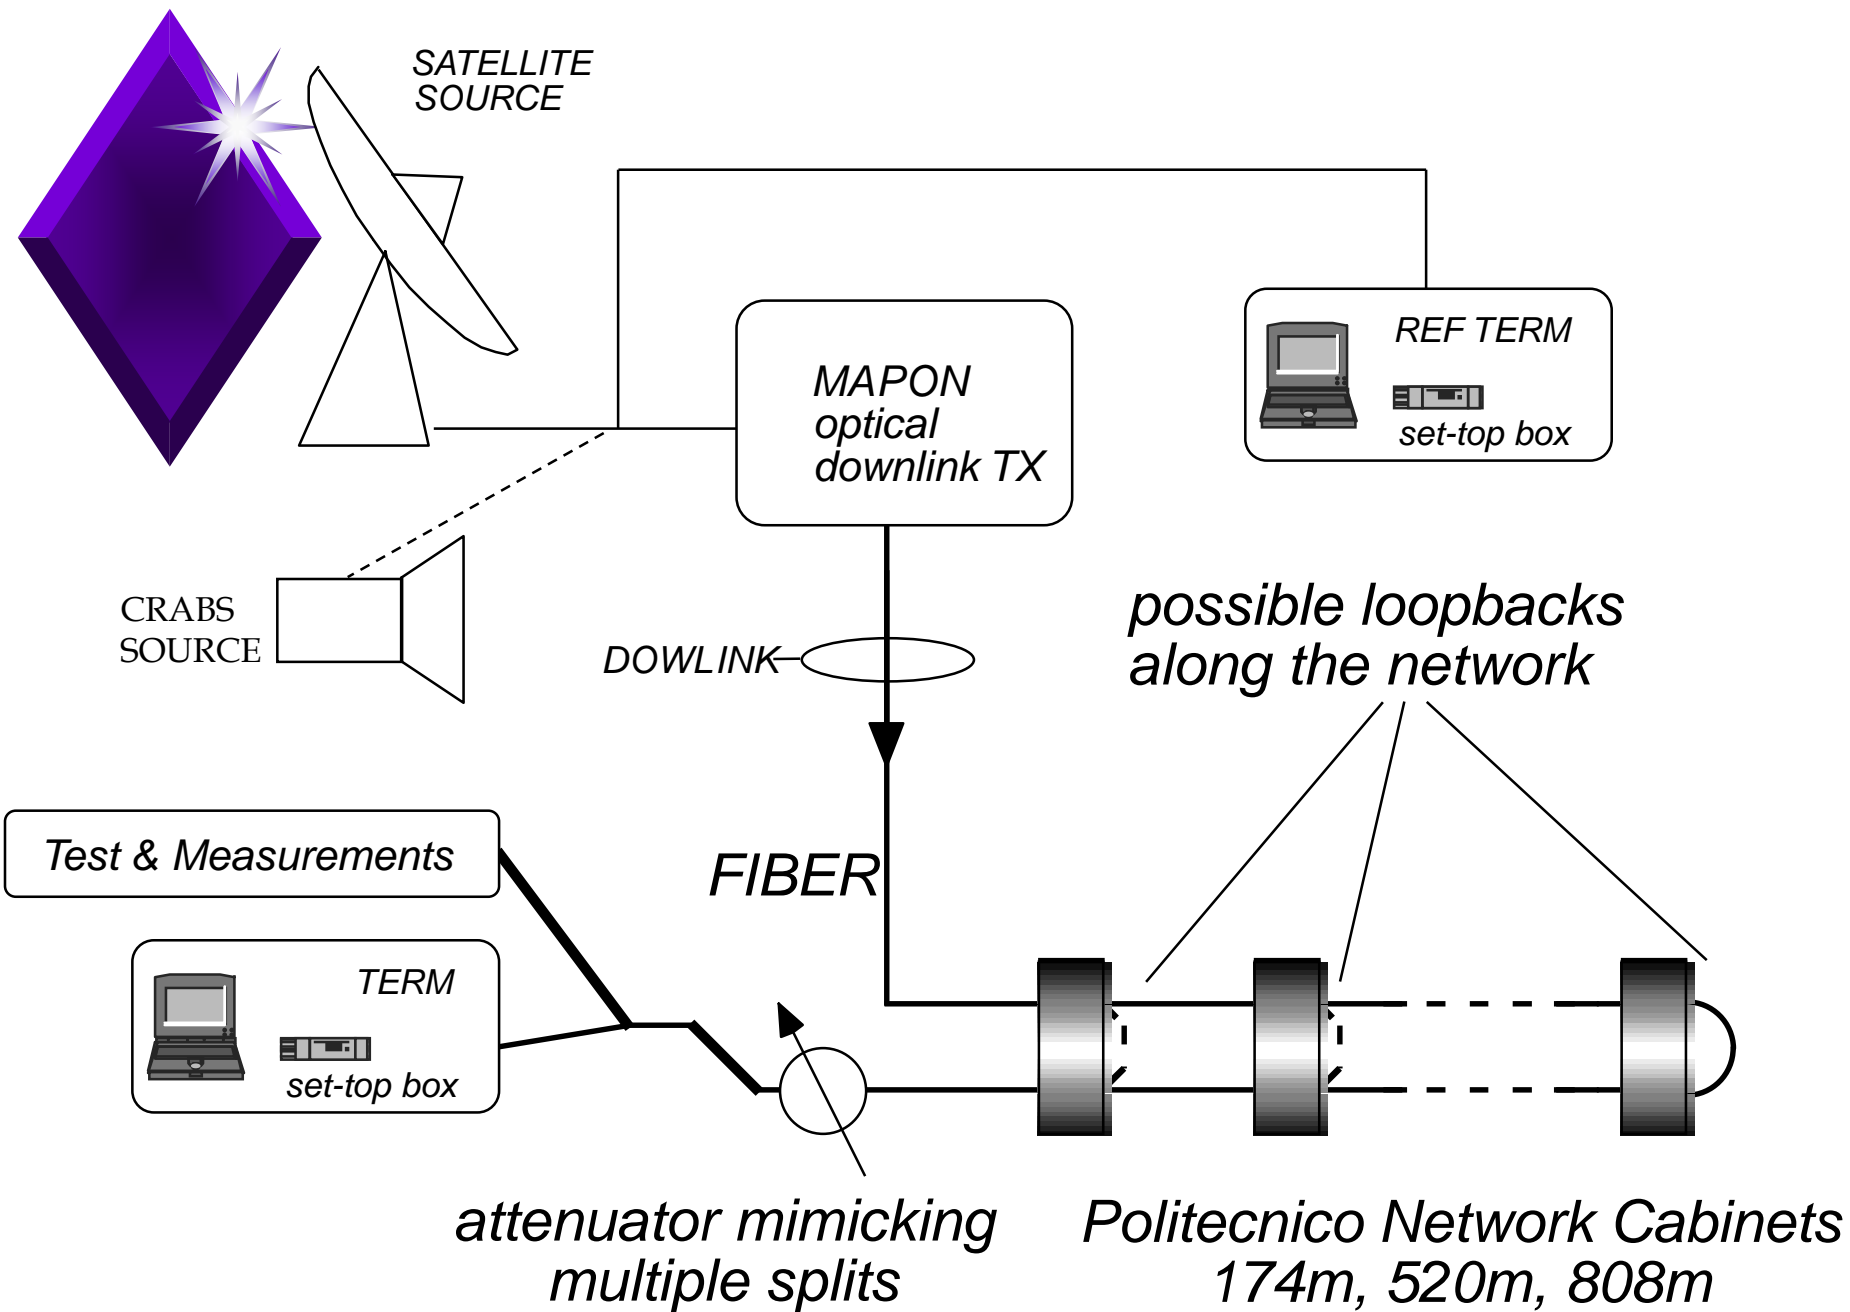 SATELLITE
SOURCE
MAPON
optical
downlink TX
REF TERM
set-top box
CRABS
SOURCE
DOWLINK
possible loopbacks
along the network
Test & Measurements
FIBER
TERM
set-top box
attenuator mimicking
multiple splits
Politecnico Network Cabinets
174m, 520m, 808m